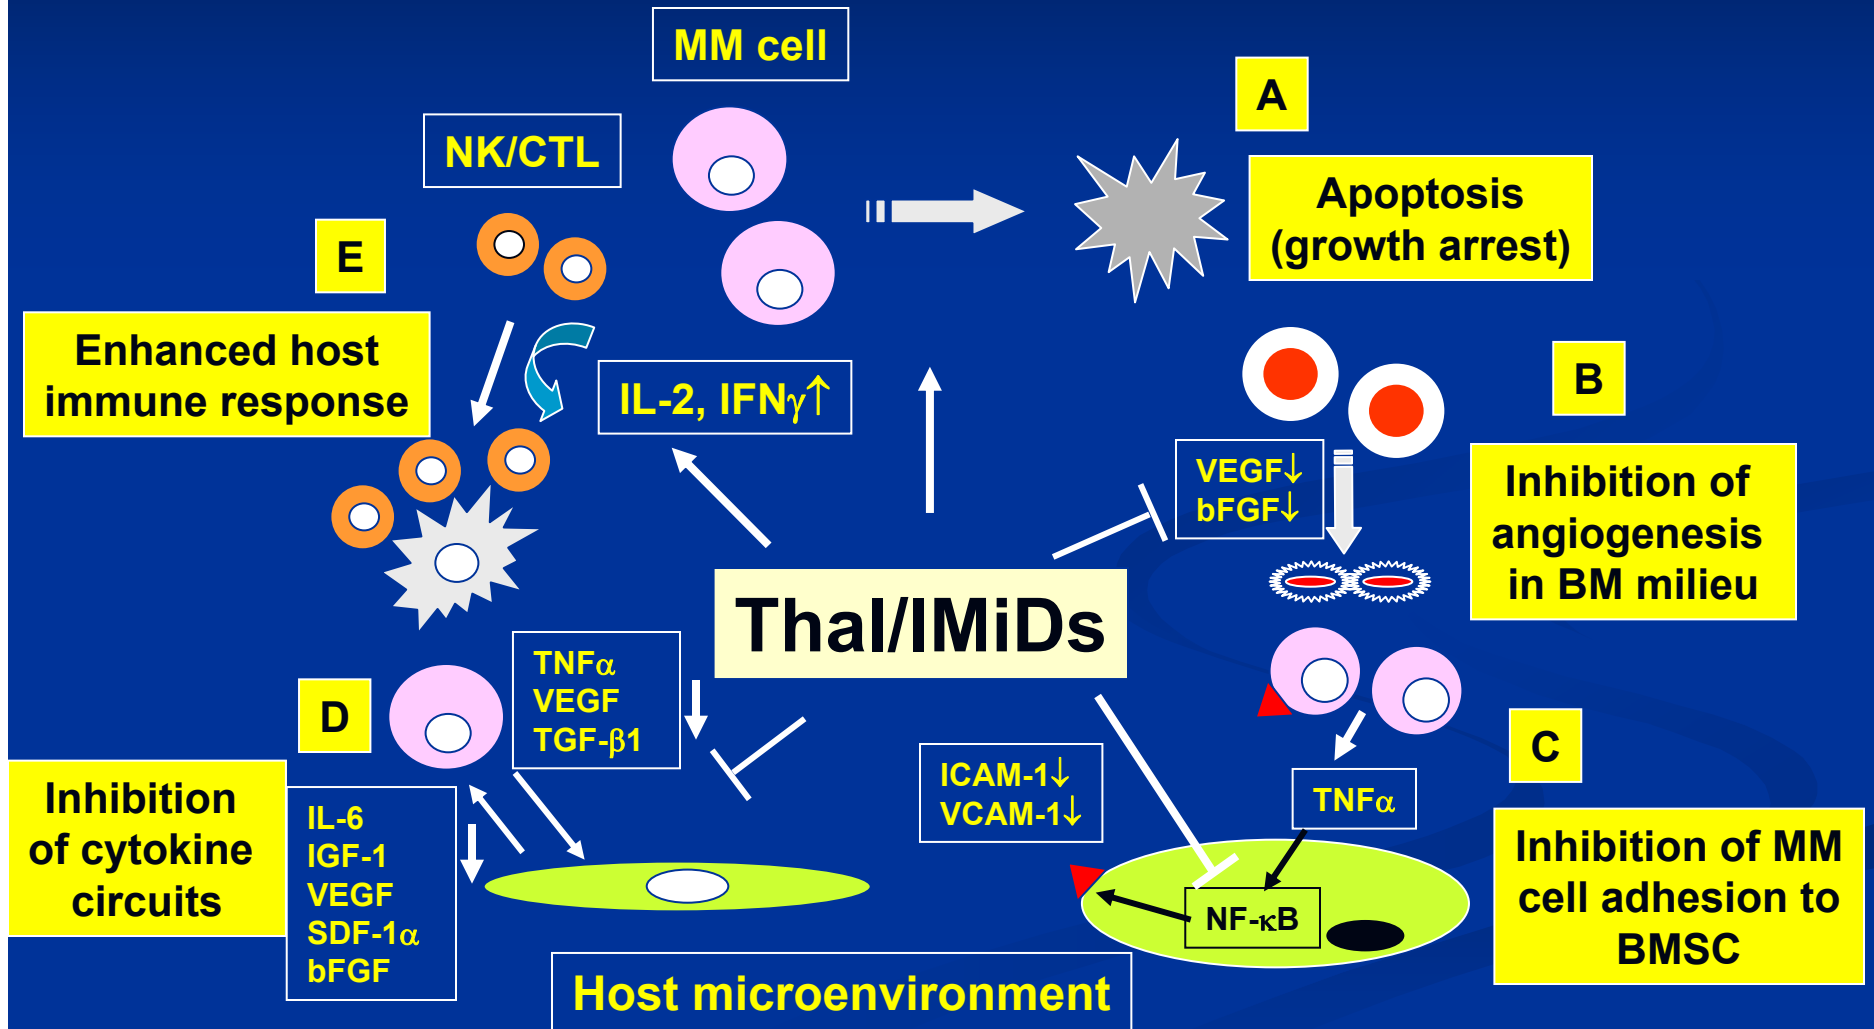 MM cell
A
NK/CTL
Apoptosis
(growth arrest)
E
Enhanced host
immune response
IL-2, IFNγ↑
B
VEGF↓
bFGF↓
Inhibition of
angiogenesis
in BM milieu
Thal/IMiDs
TNFα
VEGF
TGF-β1
D
Inhibition
of cytokine
circuits
IL-6
IGF-1
VEGF
SDF-1α
bFGF
ICAM-1↓
VCAM-1↓
TNFα
C
NF-κB
Inhibition of MM
cell adhesion to
BMSC
Host microenvironment